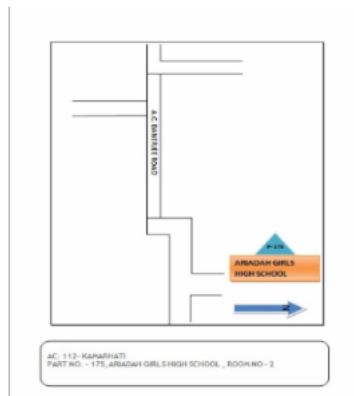 A.C. BANERJEE ROAD
P-175
ARIADAH GIRLS
HIGH SCHOOL
N
AC: 112- KAMARHATI
PART NO: - 175, ARIADAH GIRLS HIGH SCHOOL , ROOM NO - 2